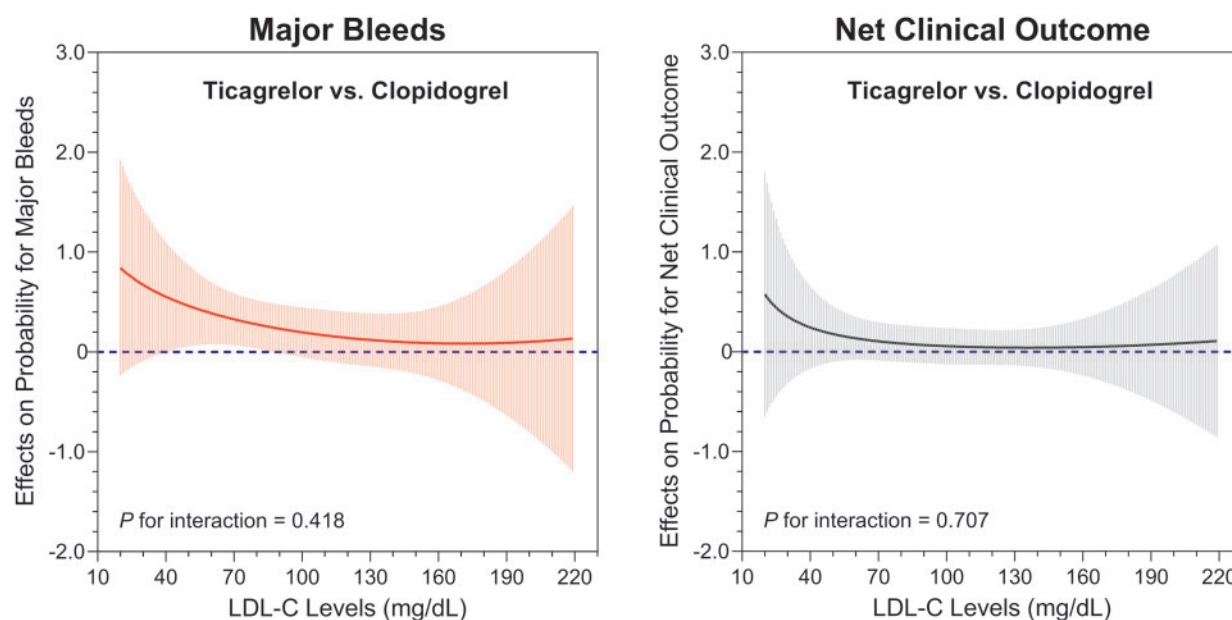 Major Bleeds
Ticagrelor vs. Clopidogrel
Effects on Probability for Major Bleeds
3.0
2.0
1.0
0
-1.0
-2.0
P for interaction = 0.418
10 40 70 100 130 160 190 220
LDL-C Levels (mg/dL)
Net Clinical Outcome
Ticagrelor vs. Clopidogrel
Effects on Probability for Net Clinical Outcome
3.0
2.0
1.0
0
-1.0
-2.0
P for interaction = 0.707
10 40 70 100 130 160 190 220
LDL-C Levels (mg/dL)